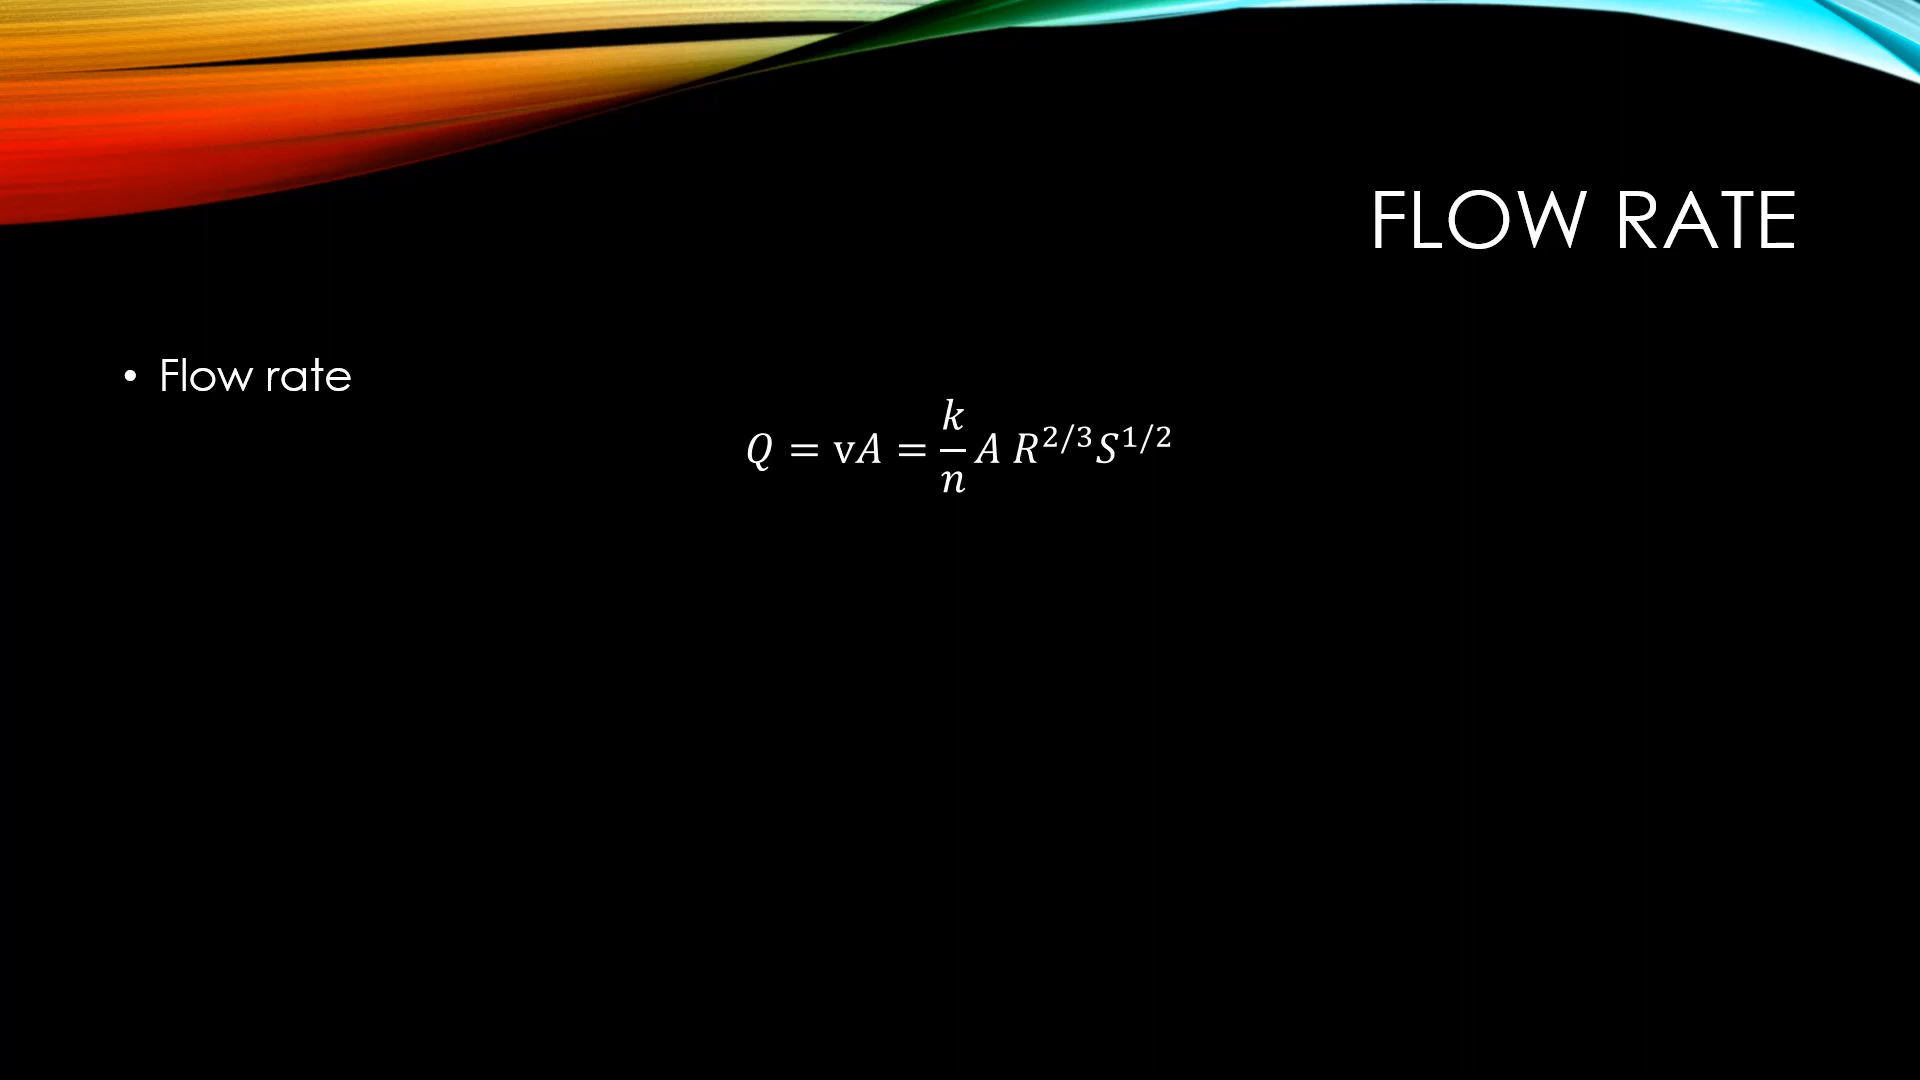 FLOW RATE
• Flow rate
Q = vA = k/n A R^2/3 S^1/2